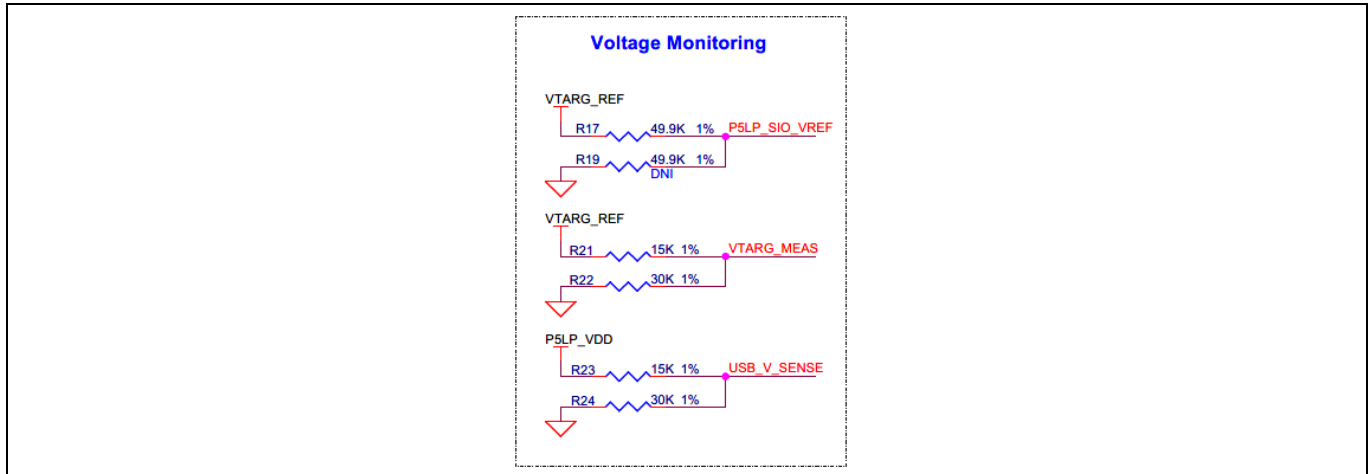 Voltage Monitoring
VTARG_REF
R17 49.9K 1% P5LP_SIO_VREF
R19 49.9K 1%
DNI
VTARG_REF
R21 15K 1% VTARG_MEAS
R22 30K 1%
P5LP_VDD
R23 15K 1% USB_V_SENSE
R24 30K 1%